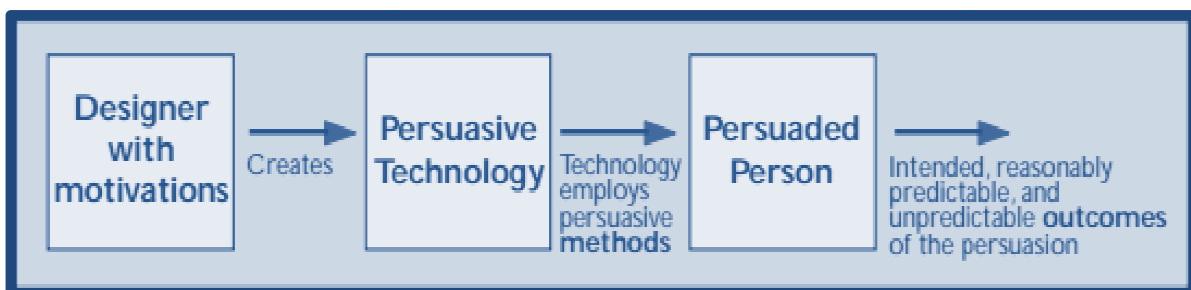 Designer
with
motivations
Creates
Persuasive
Technology
Technology
employs
persuasive
methods
Persuaded
Person
Intended, reasonably
predictable, and
unpredictable outcomes
of the persuasion